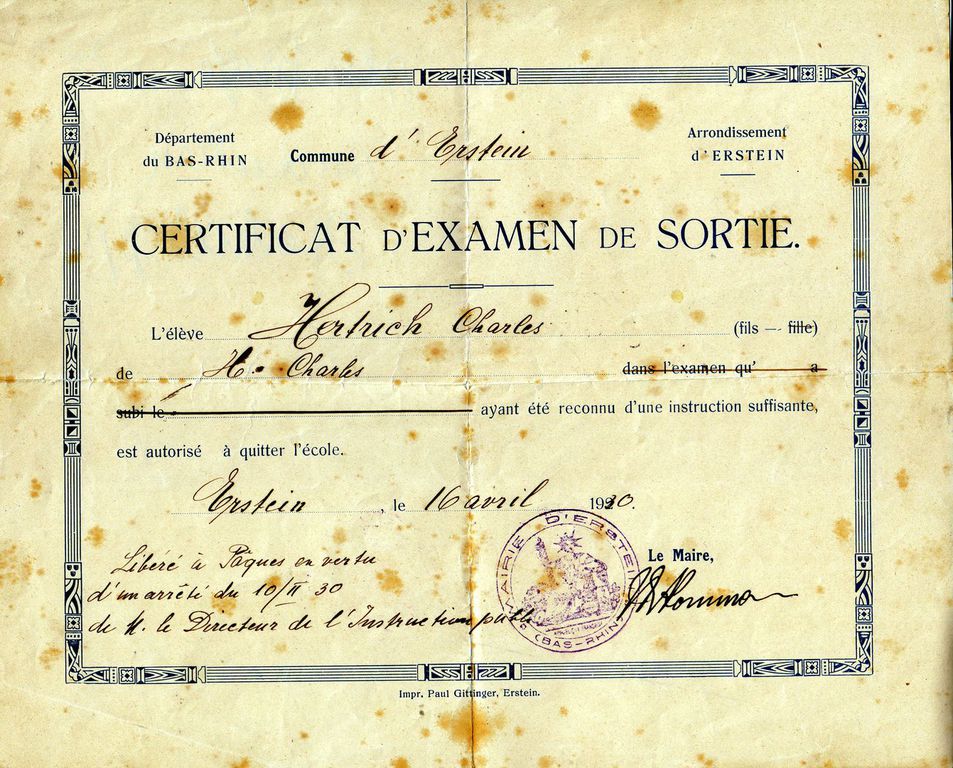 Département
du BAS-RHIN
Commune d'Erstein
Arrondissement
d'ERSTEIN
CERTIFICAT D'EXAMEN DE SORTIE.
L'élève Hertrich Charles (fils — fille)
de H. Charles dans l'examen qu' a
subi le ayant été reconnu d'une instruction suffisante,
est autorisé à quitter l'école.
Erstein, le 16 avril 1930.
Libéré à Pâques en vertu
d'un arrêté du 10/II 30
de M. le Directeur de l'Instruction publ.
Le Maire,
MAIRIE D'ERSTEIN
(BAS-RHIN)
Impr. Paul Gittinger, Erstein.